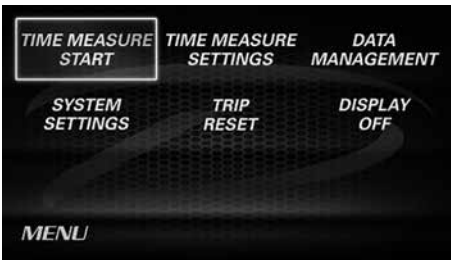 TIME MEASURE START
TIME MEASURE SETTINGS
DATA MANAGEMENT
SYSTEM SETTINGS
TRIP RESET
DISPLAY OFF
MENU